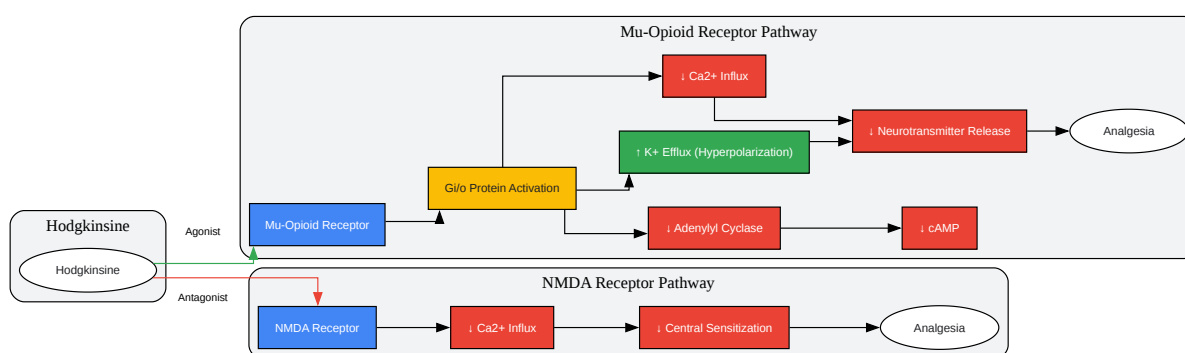 Mu-Opioid Receptor Pathway
↓ Ca2+ Influx
↓ Neurotransmitter Release
Analgesia
↑ K+ Efflux (Hyperpolarization)
Gi/o Protein Activation
Mu-Opioid Receptor
↓ Adenylyl Cyclase
↓ cAMP
Hodgkinsine
Hodgkinsine
Agonist
Antagonist
NMDA Receptor Pathway
NMDA Receptor
↓ Ca2+ Influx
↓ Central Sensitization
Analgesia